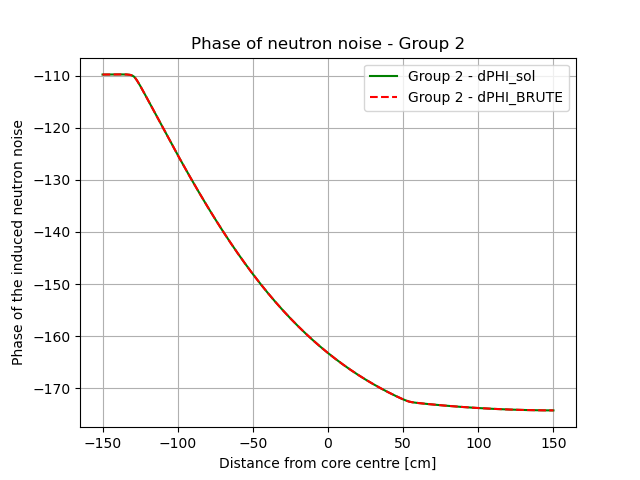 Phase of neutron noise - Group 2
Group 2 - dPHI_sol
Group 2 - dPHI_BRUTE
Phase of the induced neutron noise
−110
−120
−130
−140
−150
−160
−170
−150
−100
−50
0
50
100
150
Distance from core centre [cm]